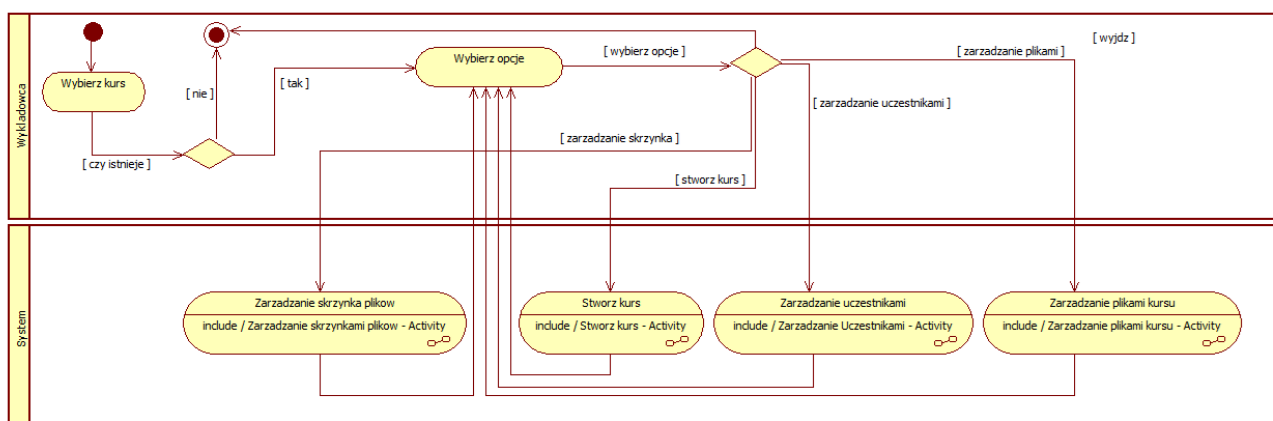 Wykladowca
Wybierz kurs
[ czy istnieje ]
[ nie ]
[ tak ]
Wybierz opcje
[ wybierz opcje ]
[ wyjdz ]
[ zarzadzanie plikami ]
[ zarzadzanie uczestnikami ]
[ zarzadzanie skrzynka ]
[ stworz kurs ]
System
Zarzadzanie skrzynka plikow
include / Zarzadzanie skrzynkami plikow - Activity
Stworz kurs
include / Stworz kurs - Activity
Zarzadzanie uczestnikami
include / Zarzadzanie Uczestnikami - Activity
Zarzadzanie plikami kursu
include / Zarzadzanie plikami kursu - Activity